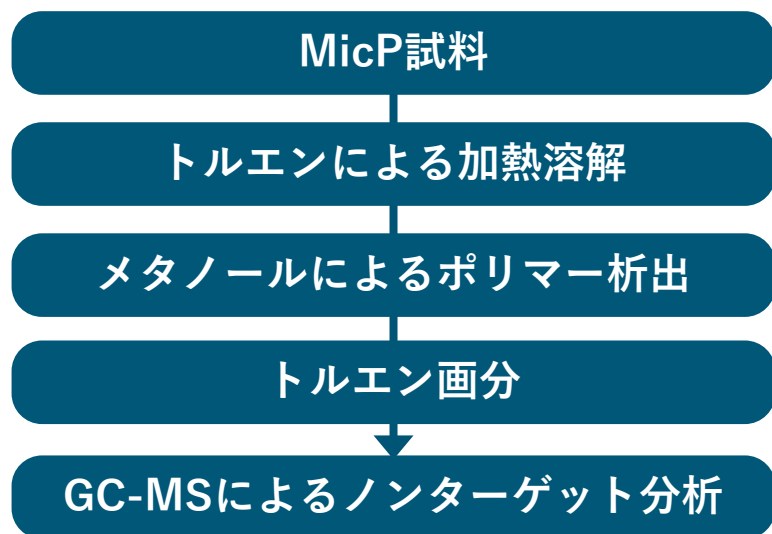 MicP試料
トルエンによる加熱溶解
メタノールによるポリマー析出
トルエン画分
GC-MSによるノンターゲット分析